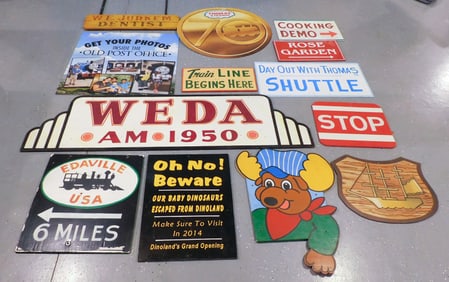 W.E. JUDKEM
DENTIST
70
COOKING
DEMO
ROSE
GARDEN
GET YOUR PHOTOS
INSIDE THE
OLD POST OFFICE
Train LINE
BEGINS HERE
DAY OUT WITH THOMAS
SHUTTLE
WEDA
AM • 1950
STOP
EDAVILLE
USA
6 MILES
Oh No!
Beware
OUR BABY DINOSAURS
ESCAPED FROM DINOLAND
Make Sure To Visit
In 2014
Dinoland's Grand Opening